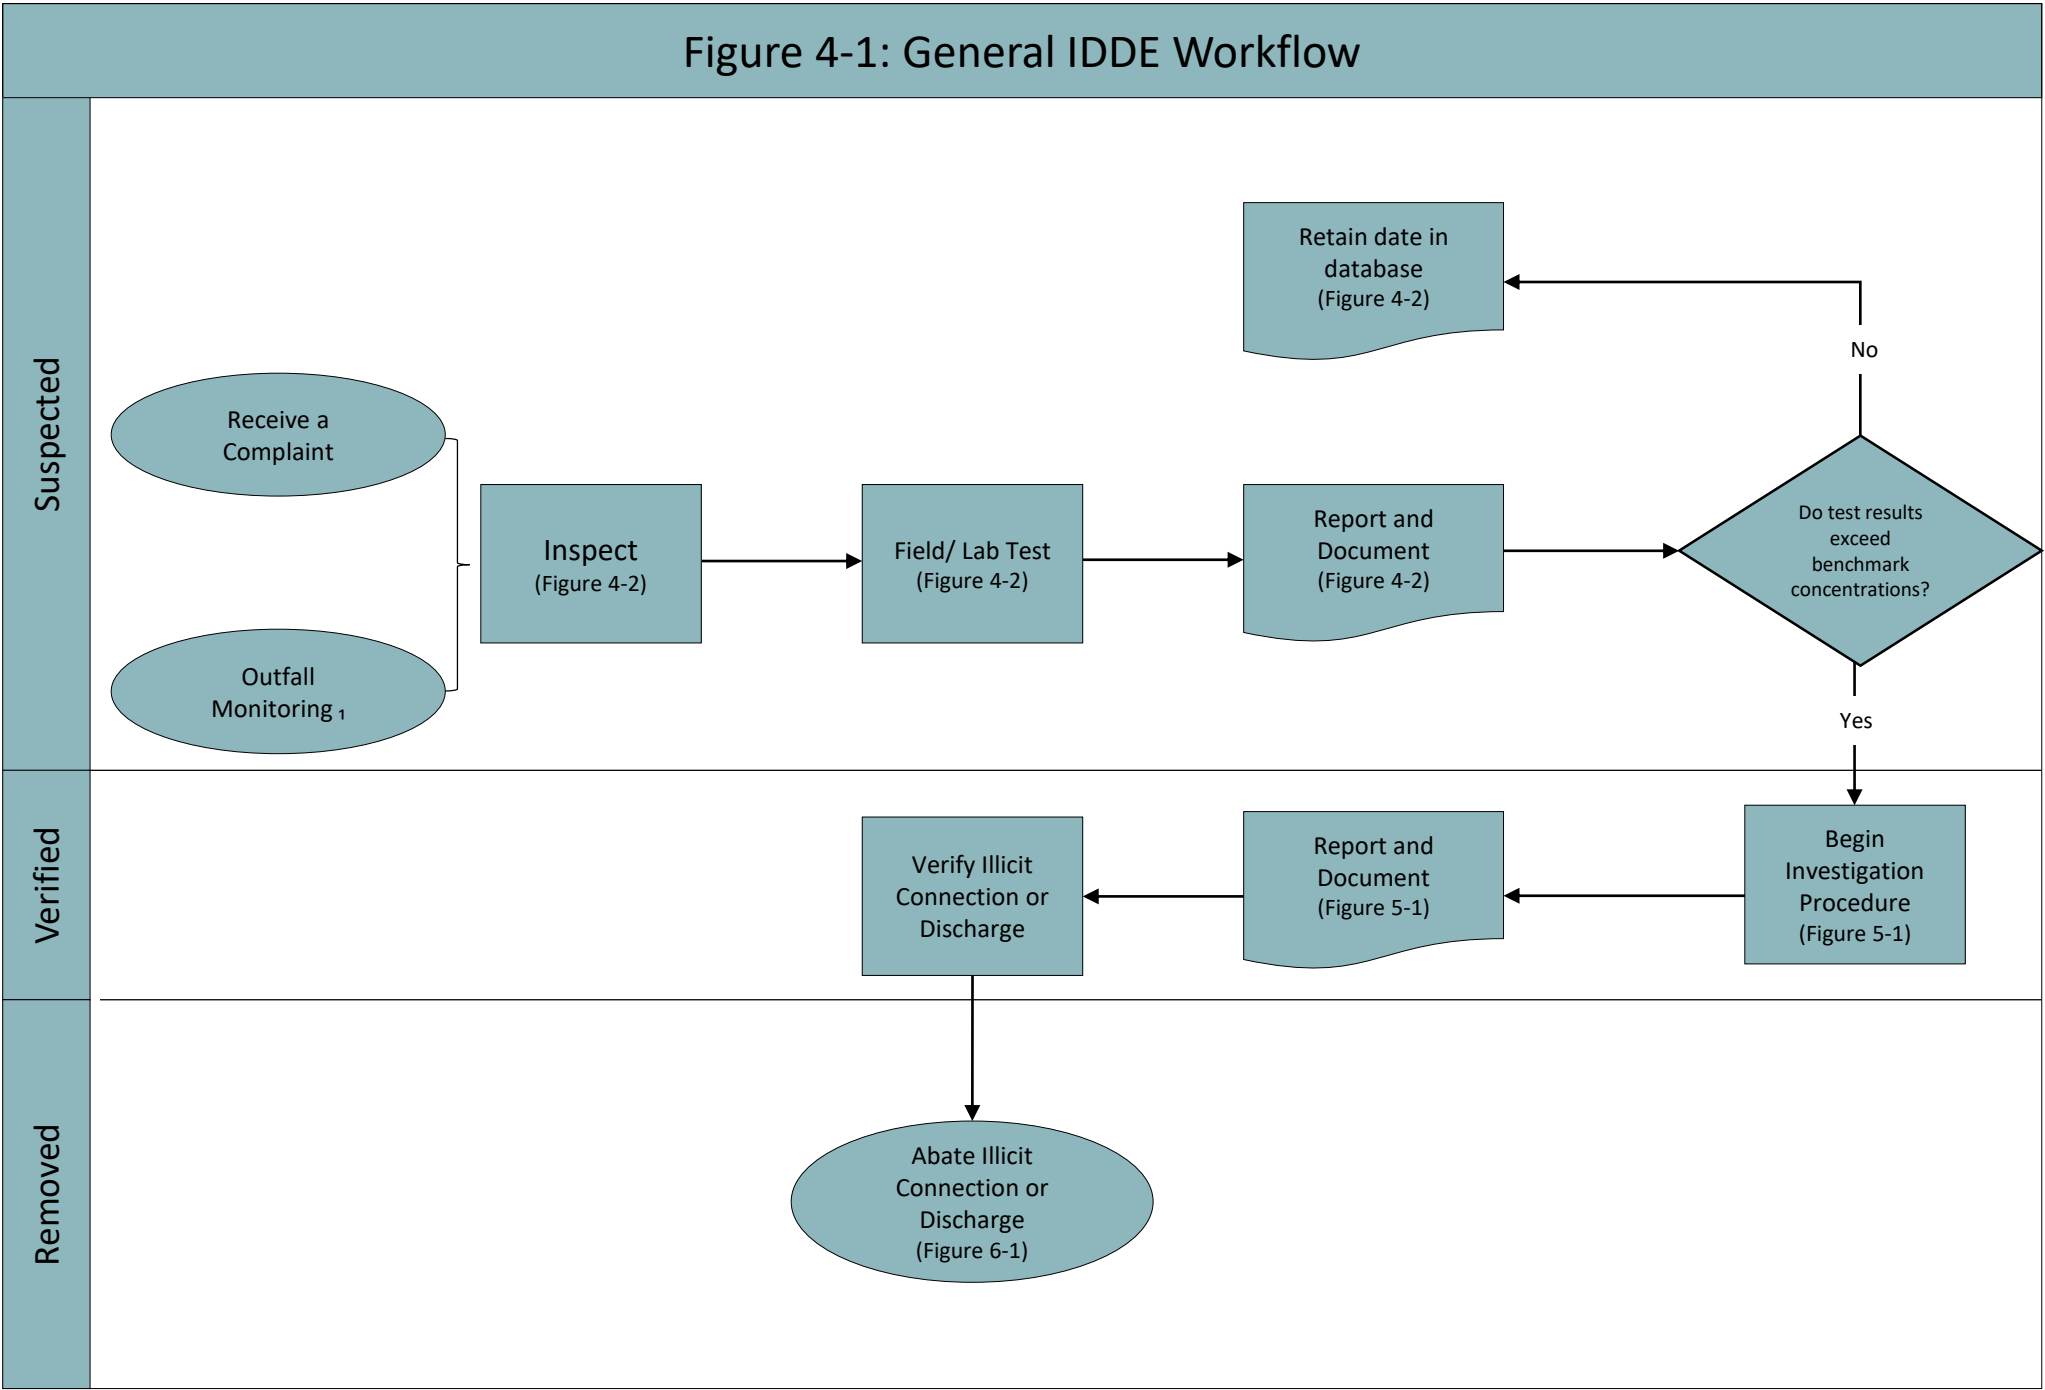 Figure 4-1: General IDDE Workflow
Suspected
Receive a
Complaint
Outfall
Monitoring ₁
Inspect
(Figure 4-2)
Field/ Lab Test
(Figure 4-2)
Report and
Document
(Figure 4-2)
Do test results
exceed
benchmark
concentrations?
No
Retain date in
database
(Figure 4-2)
Yes
Verified
Begin
Investigation
Procedure
(Figure 5-1)
Report and
Document
(Figure 5-1)
Verify Illicit
Connection or
Discharge
Removed
Abate Illicit
Connection or
Discharge
(Figure 6-1)